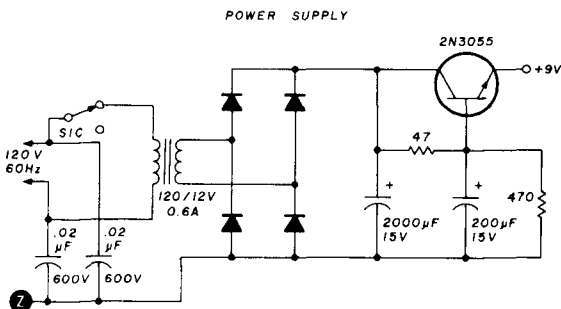 POWER SUPPLY
2N3055
+9V
S1C
120V
60Hz
47
120/12V
0.6A
+
+
470
2000µF
15V
200µF
15V
.02
µF
.02
µF
600V
600V
Z